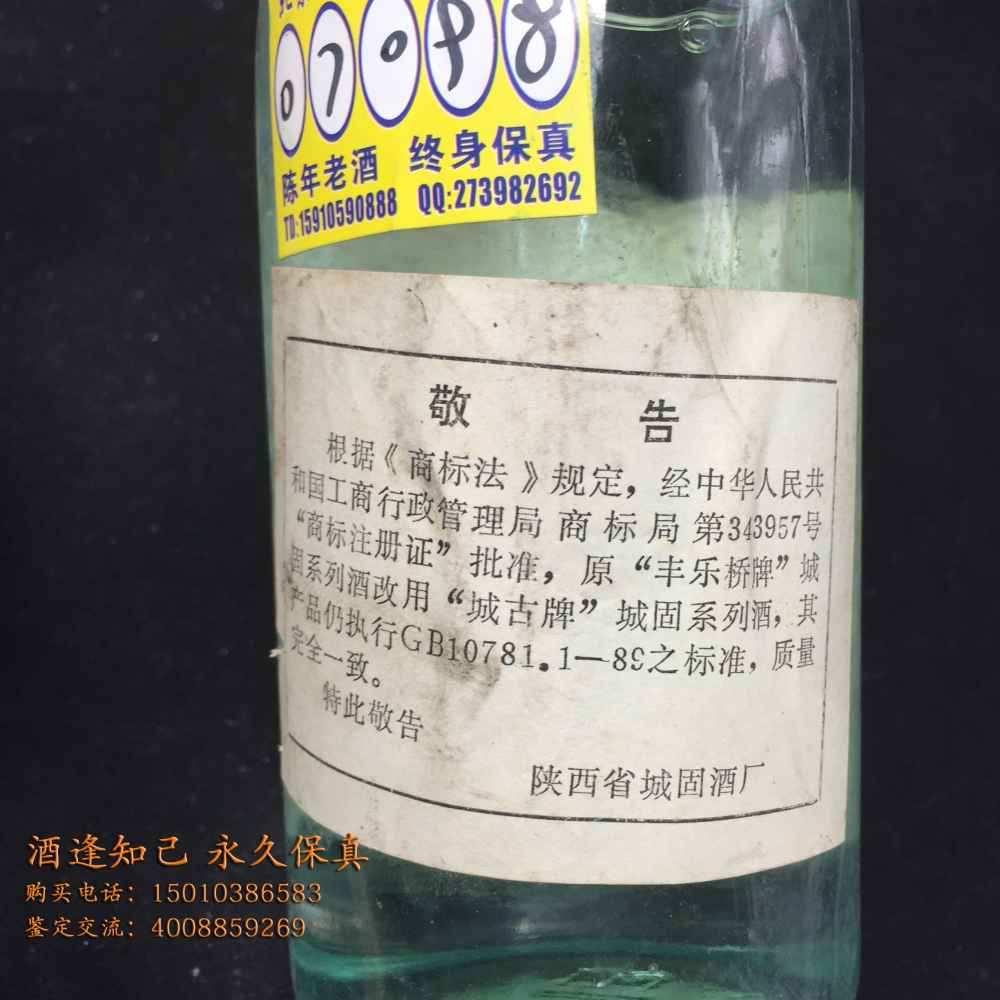 07098
陈年老酒 终身保真
TD:15910590888 QQ:273982692
敬 告
根据《商标法》规定，经中华人民共
和国工商行政管理局商标局第343957号
“商标注册证”批准，原“丰乐桥牌”城
固系列酒改用“城古牌”城固系列酒，其
产品仍执行GB10781.1—89之标准，质量
完全一致。
特此敬告
陕西省城固酒厂
酒逢知己 永久保真
购买电话：15010386583
鉴定交流：4008859269